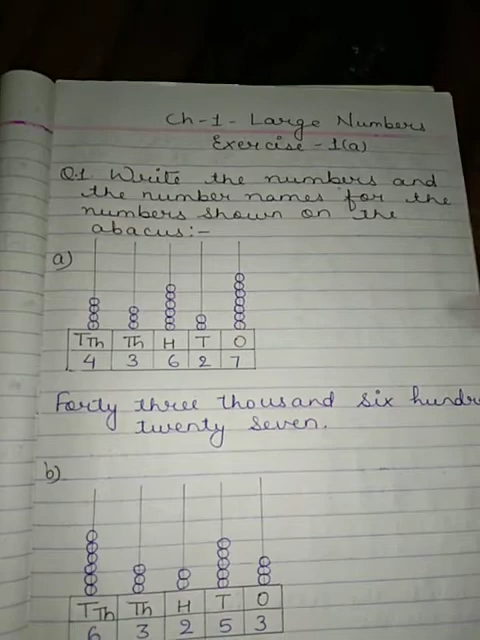 Ch-1- Large Numbers
Exercise-1(a)
Q.1 Write the numbers and
the number names for the
numbers shown on the
abacus:-
a)
TTh Th H T O
4 3 6 2 7
Forty three thousand six hundr
twenty seven.
b)
TTh Th H T O
6 3 2 5 3